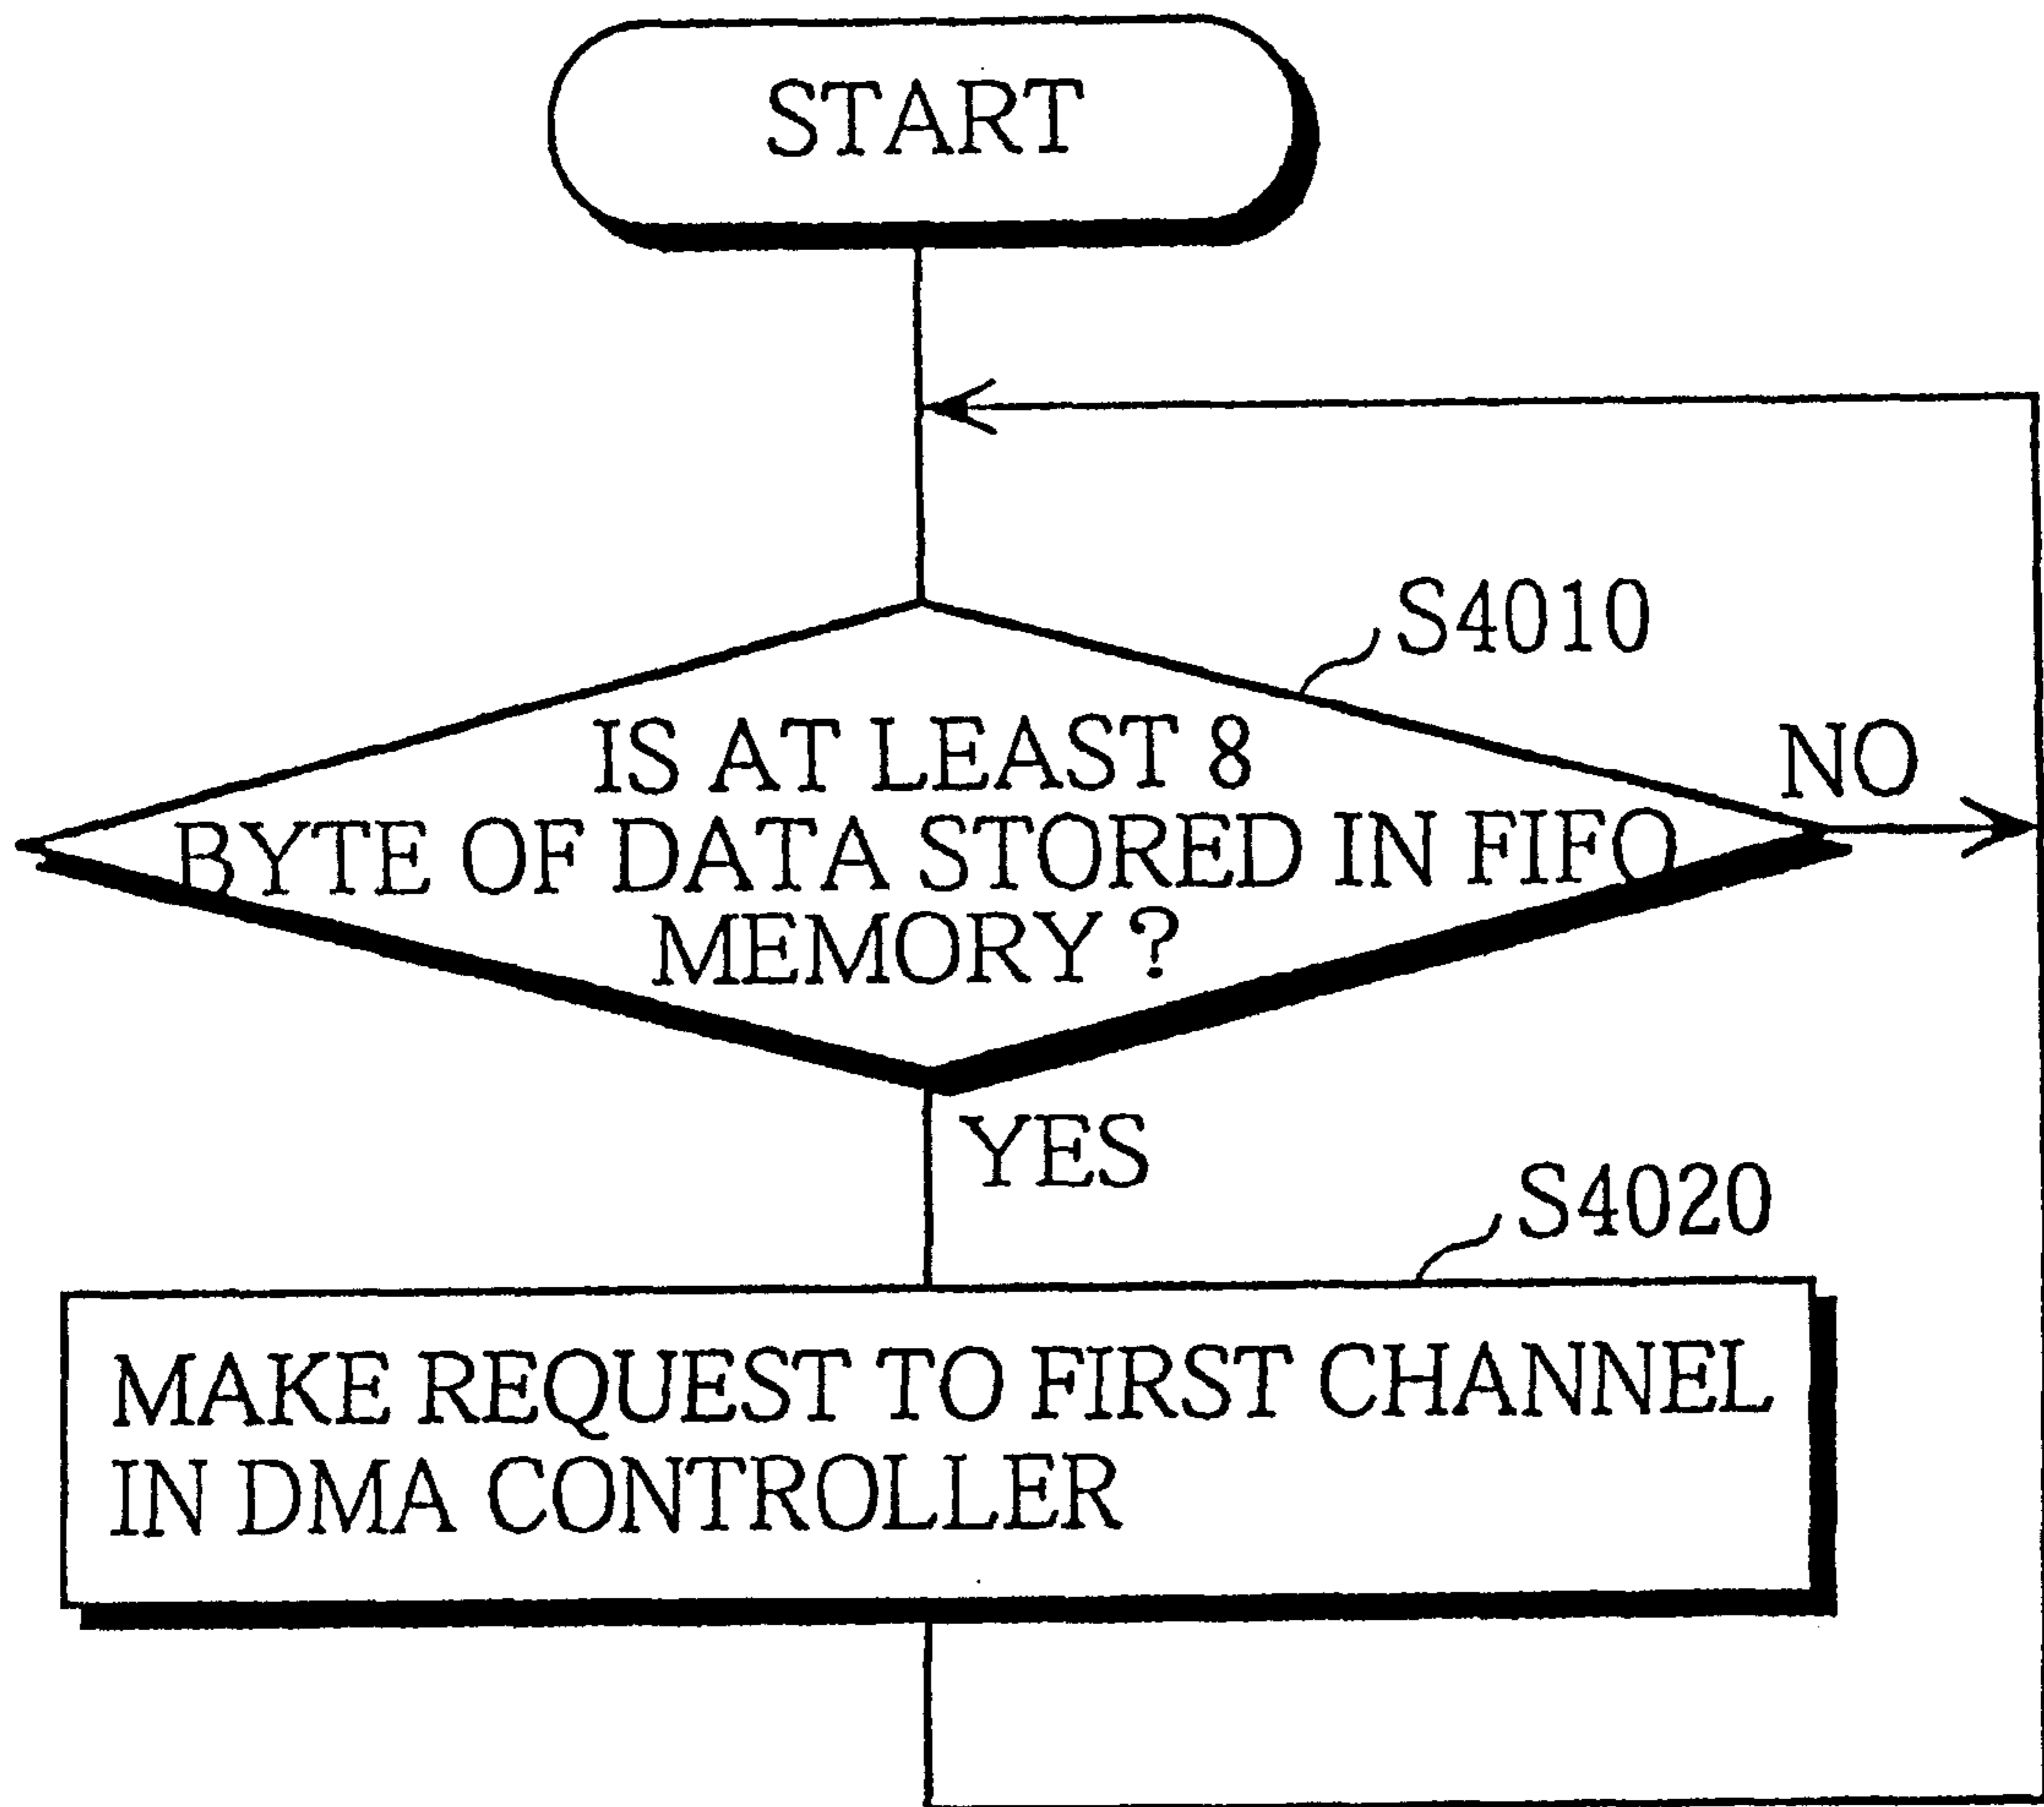 START
S4010
IS AT LEAST 8
BYTE OF DATA STORED IN FIFO
MEMORY ?
NO
YES
S4020
MAKE REQUEST TO FIRST CHANNEL
IN DMA CONTROLLER